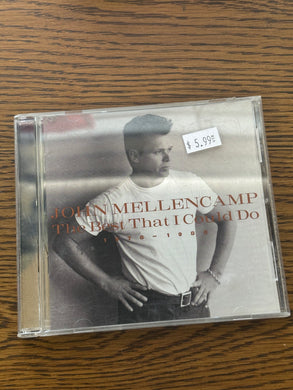 $ 5.99
JOHN MELLENCAMP
The Best That I Could Do